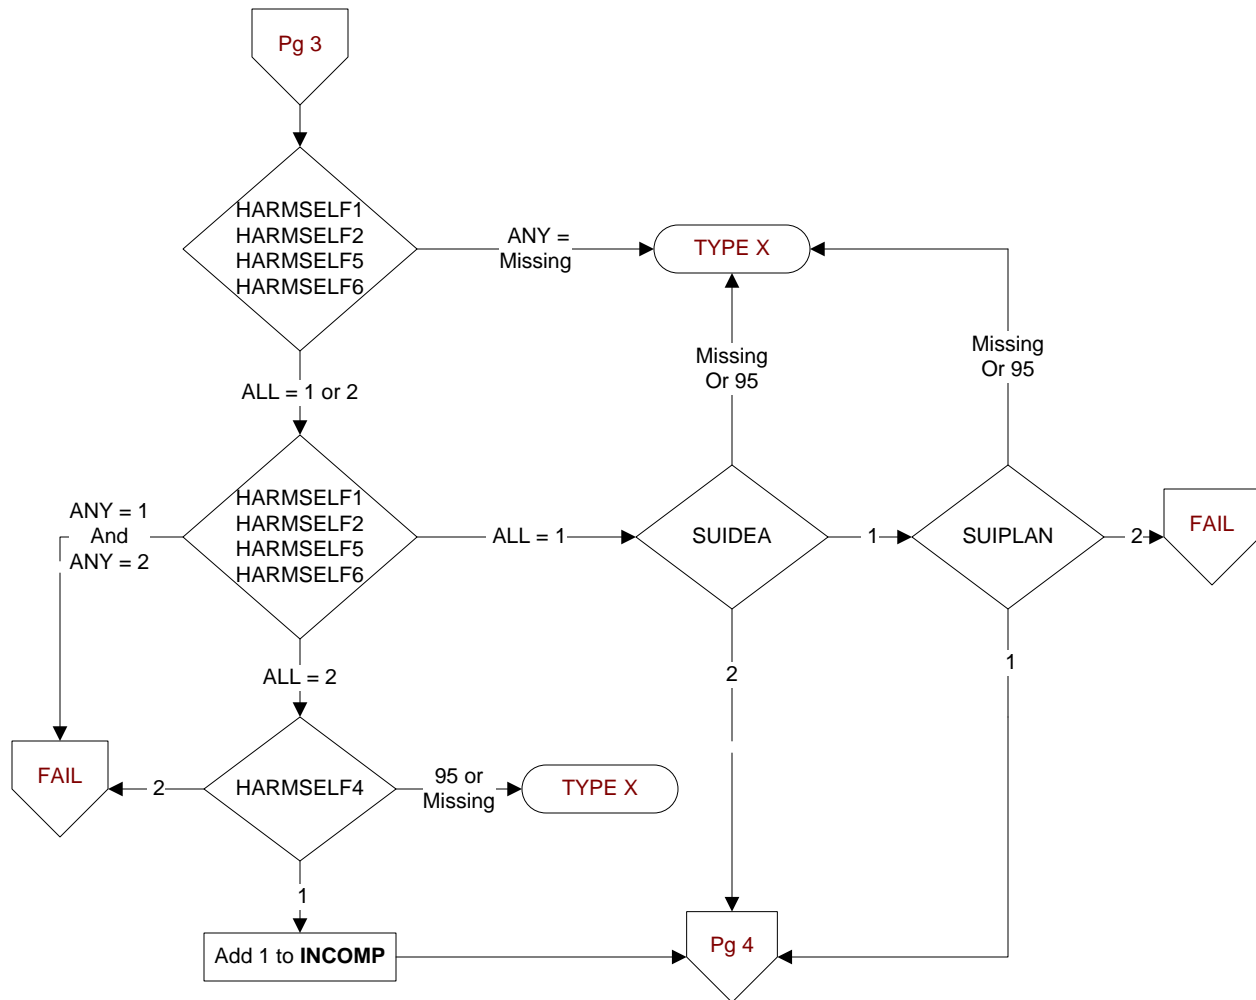 Pg 3
HARMSELF1
HARMSELF2
HARMSELF5
HARMSELF6
ANY =
Missing
TYPE X
Missing
Or 95
Missing
Or 95
ALL = 1 or 2
ANY = 1
And
ANY = 2
HARMSELF1
HARMSELF2
HARMSELF5
HARMSELF6
ALL = 1
SUIDEA
1
SUIPLAN
2
FAIL
ALL = 2
2
1
FAIL
2
HARMSELF4
95 or
Missing
TYPE X
1
Add 1 to INCOMP
Pg 4